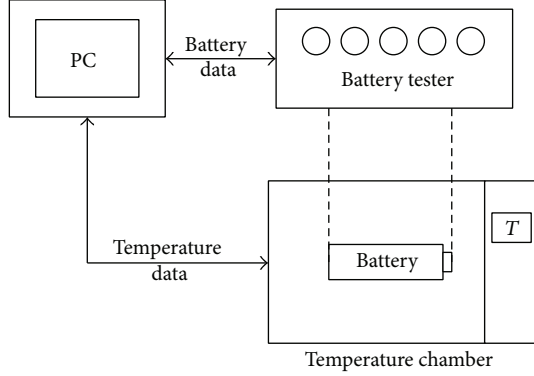 PC
Battery
data
Battery tester
T
Temperature
data
Battery
Temperature chamber